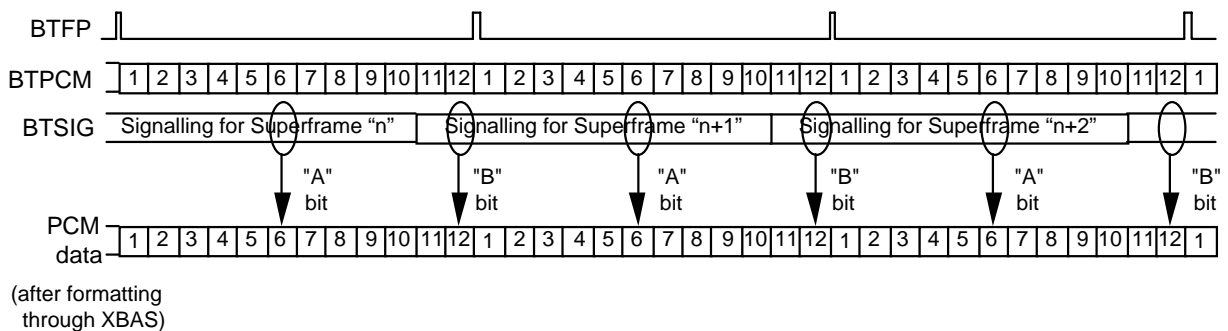 BTFP
BTPCM 1 2 3 4 5 6 7 8 9 10 11 12 1 2 3 4 5 6 7 8 9 10 11 12 1 2 3 4 5 6 7 8 9 10 11 12 1
BTSIG Signalling for Superframe “n” Signalling for Superframe “n+1” Signalling for Superframe “n+2”
"A" "B" "A" "B" "A" "B"
bit bit bit bit bit bit
PCM
data 1 2 3 4 5 6 7 8 9 10 11 12 1 2 3 4 5 6 7 8 9 10 11 12 1 2 3 4 5 6 7 8 9 10 11 12 1
(after formatting
through XBAS)